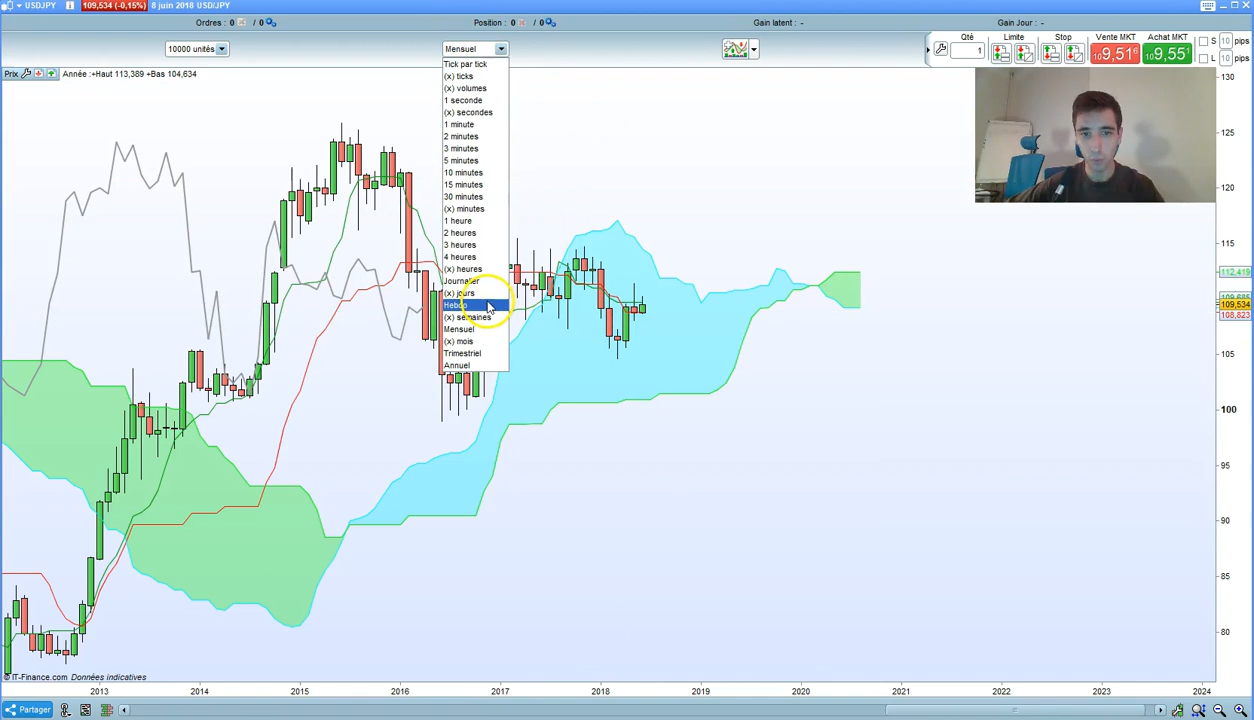 USDJPY 109,534 (-0,15%) 8 juin 2018 USD/JPY
Ordres : 0 / 0 Position : 0 / 0 Gain latent : - Gain Jour : -
10000 unités Mensuel Qté Limite Stop Vente MKT Achat MKT S 10 pips
1 10 9,51 6 10 9,55 1 L 10 pips
Prix Année : +Haut 113,389 +Bas 104,634
Tick par tick
(x) ticks
(x) volumes
1 seconde
(x) secondes
1 minute
2 minutes
3 minutes
5 minutes
10 minutes
15 minutes
30 minutes
(x) minutes
1 heure
2 heures
3 heures
4 heures
(x) heures
Journalier
(x) jours
Hebdo
(x) semaines
Mensuel
(x) mois
Trimestriel
Annuel
130
125
120
115
112,419
109,534
108,823
105
100
95
90
85
80
© IT-Finance.com Données indicatives
2013 2014 2015 2016 2017 2018 2019 2020 2021 2022 2023 2024
Partager